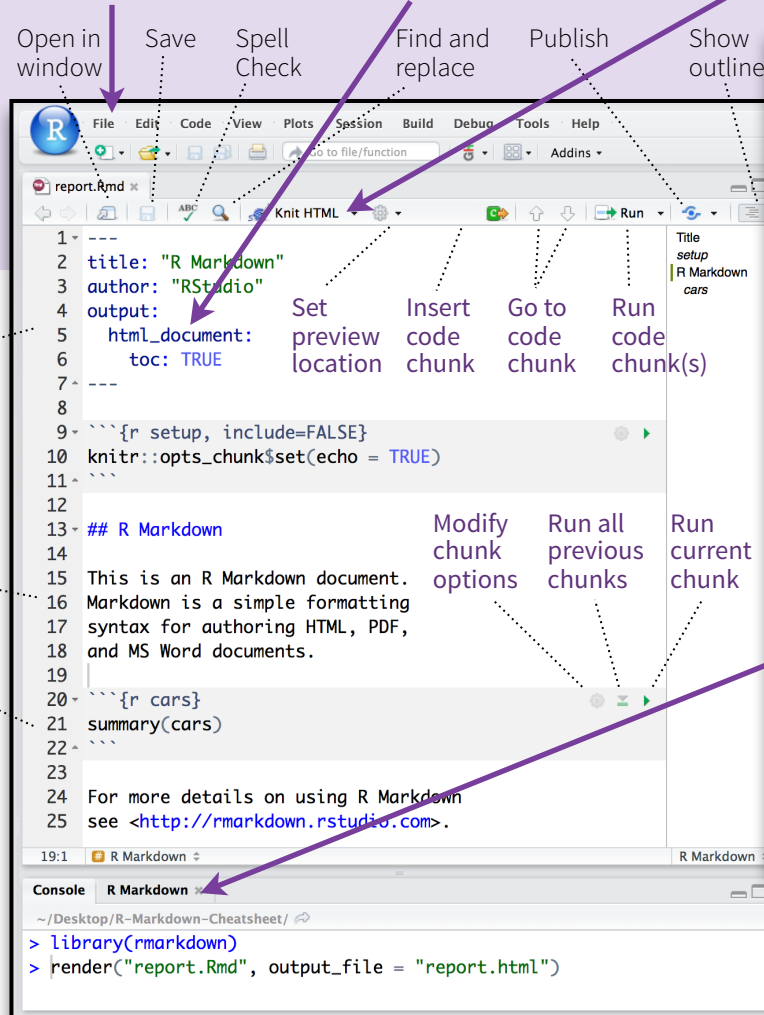 Open in window
Save
Spell Check
Find and replace
Publish
Show outline
R
File Edit Code View Plots Session Build Debug Tools Help
Go to file/function
Addins
report.Rmd
ABC
Knit HTML
C
Run
1 ---
2 title: "R Markdown"
3 author: "RStudio"
4 output:
5   html_document:
6     toc: TRUE
7 ---
8
9 ```{r setup, include=FALSE}
10 knitr::opts_chunk$set(echo = TRUE)
11 ```
12
13 ## R Markdown
14
15 This is an R Markdown document.
16 Markdown is a simple formatting
17 syntax for authoring HTML, PDF,
18 and MS Word documents.
19
20 ```{r cars}
21 summary(cars)
22 ```
23
24 For more details on using R Markdown
25 see <http://rmarkdown.rstudio.com>.
Title
setup
R Markdown
cars
Set preview location
Insert code chunk
Go to code chunk
Run code chunk(s)
Modify chunk options
Run all previous chunks
Run current chunk
19:1 # R Markdown
R Markdown
Console R Markdown
~/Desktop/R-Markdown-Cheatsheet/
> library(rmarkdown)
> render("report.Rmd", output_file = "report.html")